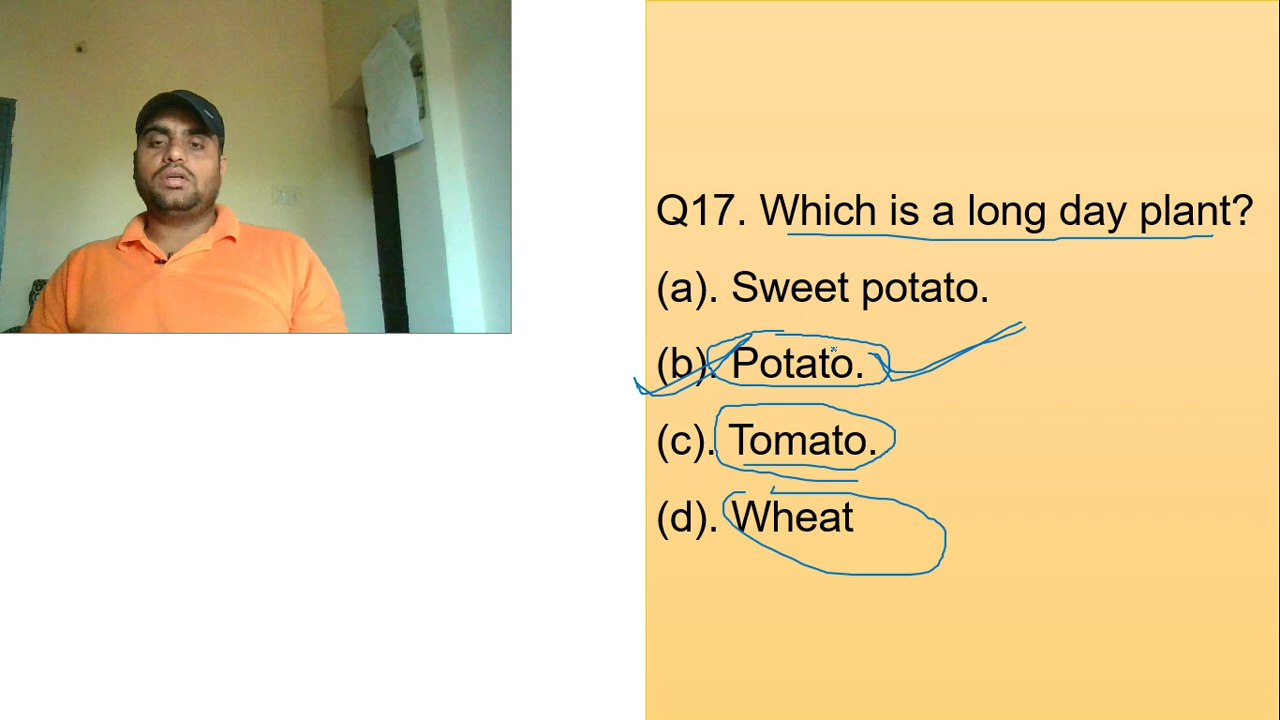 Q17. Which is a long day plant?
(a). Sweet potato.
(b). Potato.
(c). Tomato.
(d). Wheat